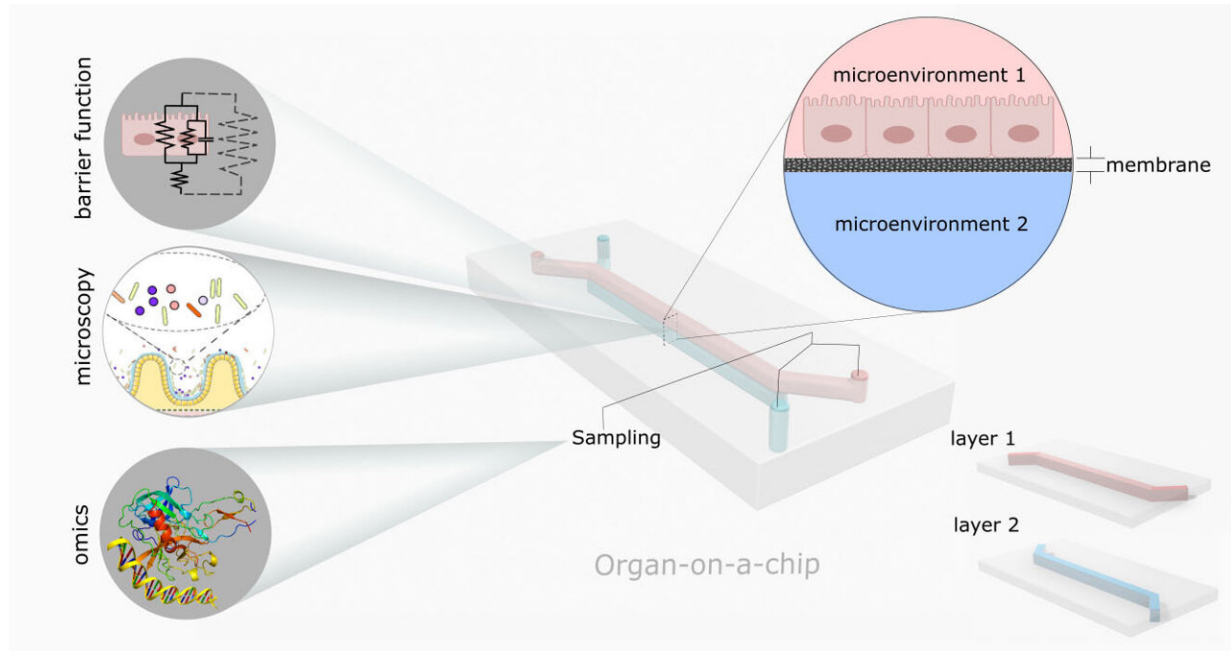 barrier function
microscopy
omics
microenvironment 1
membrane
microenvironment 2
Sampling
layer 1
layer 2
Organ-on-a-chip